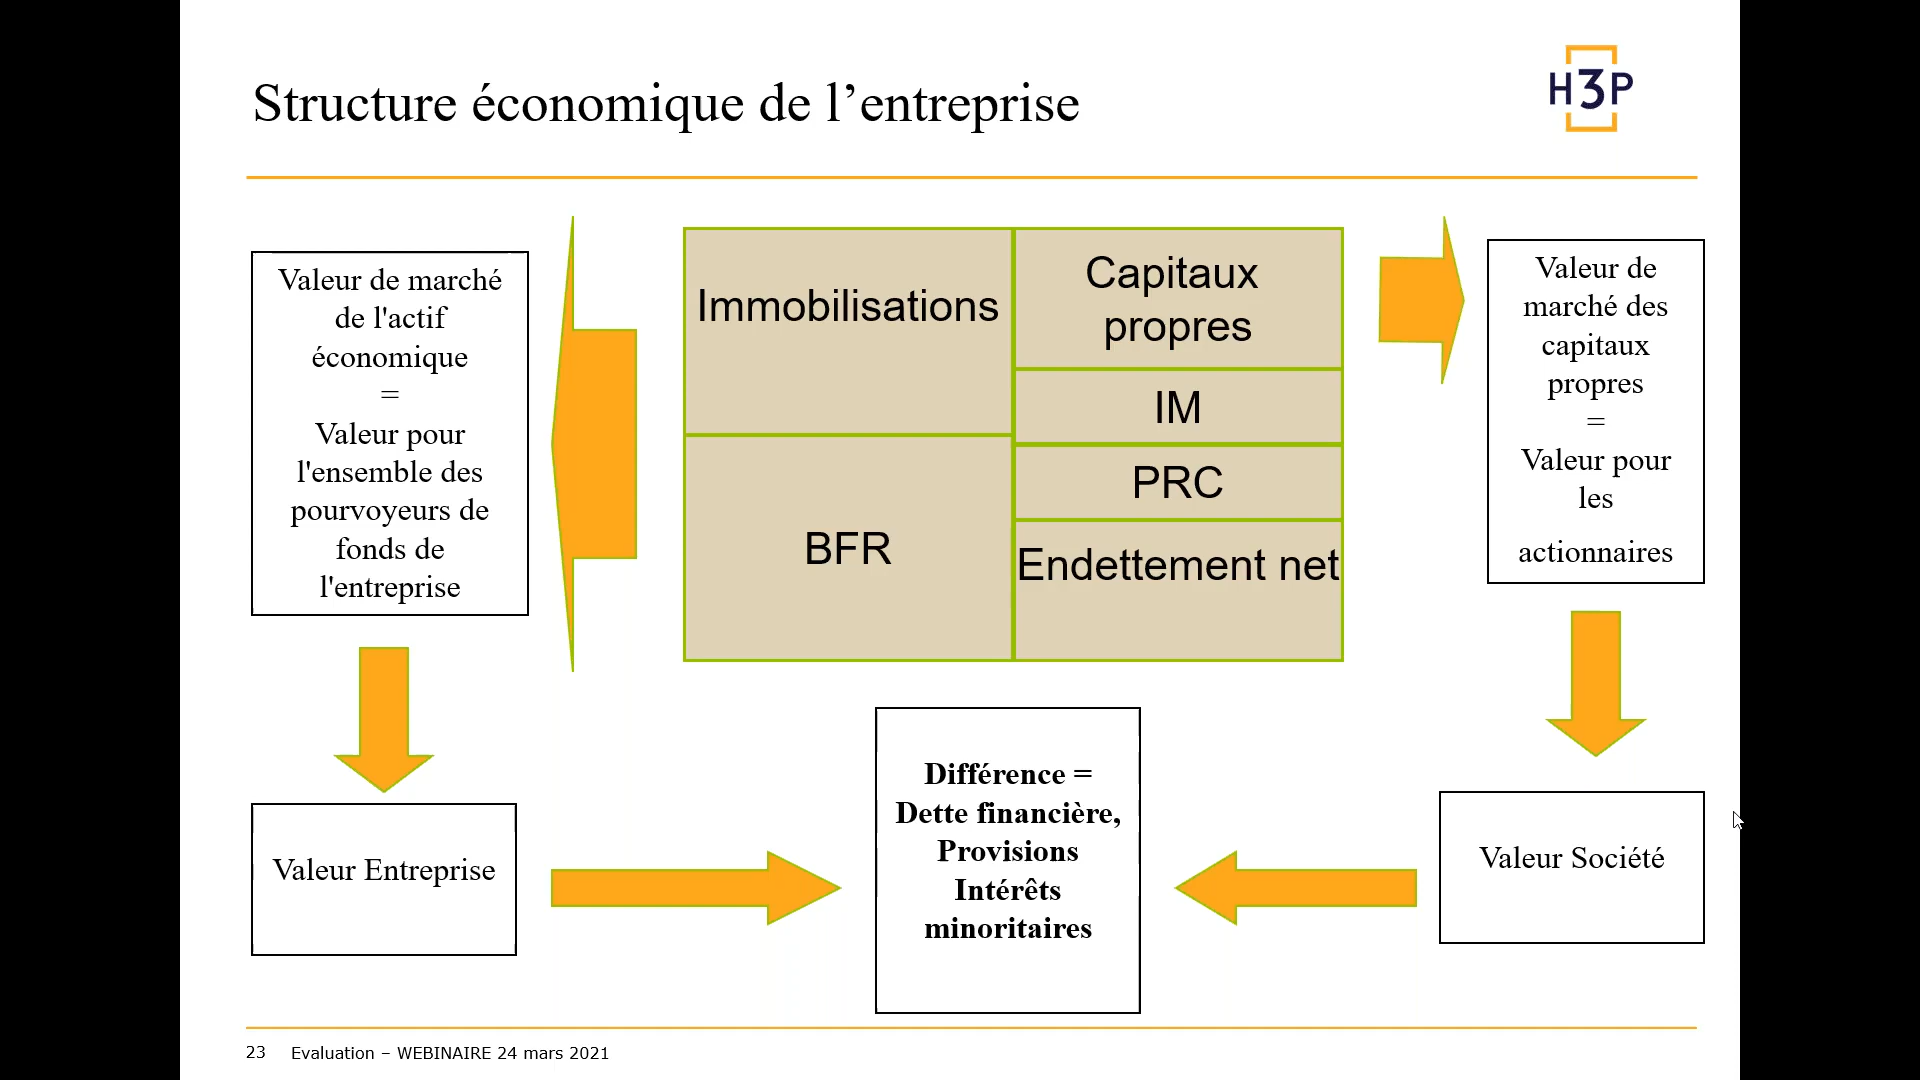 Structure économique de l’entreprise
H3P
Valeur de marché
de l'actif
économique
=
Valeur pour
l'ensemble des
pourvoyeurs de
fonds de
l'entreprise
Immobilisations
BFR
Capitaux
propres
IM
PRC
Endettement net
Valeur de
marché des
capitaux
propres
=
Valeur pour
les
actionnaires
Valeur Entreprise
Différence =
Dette financière,
Provisions
Intérêts
minoritaires
Valeur Société
23 Evaluation – WEBINAIRE 24 mars 2021